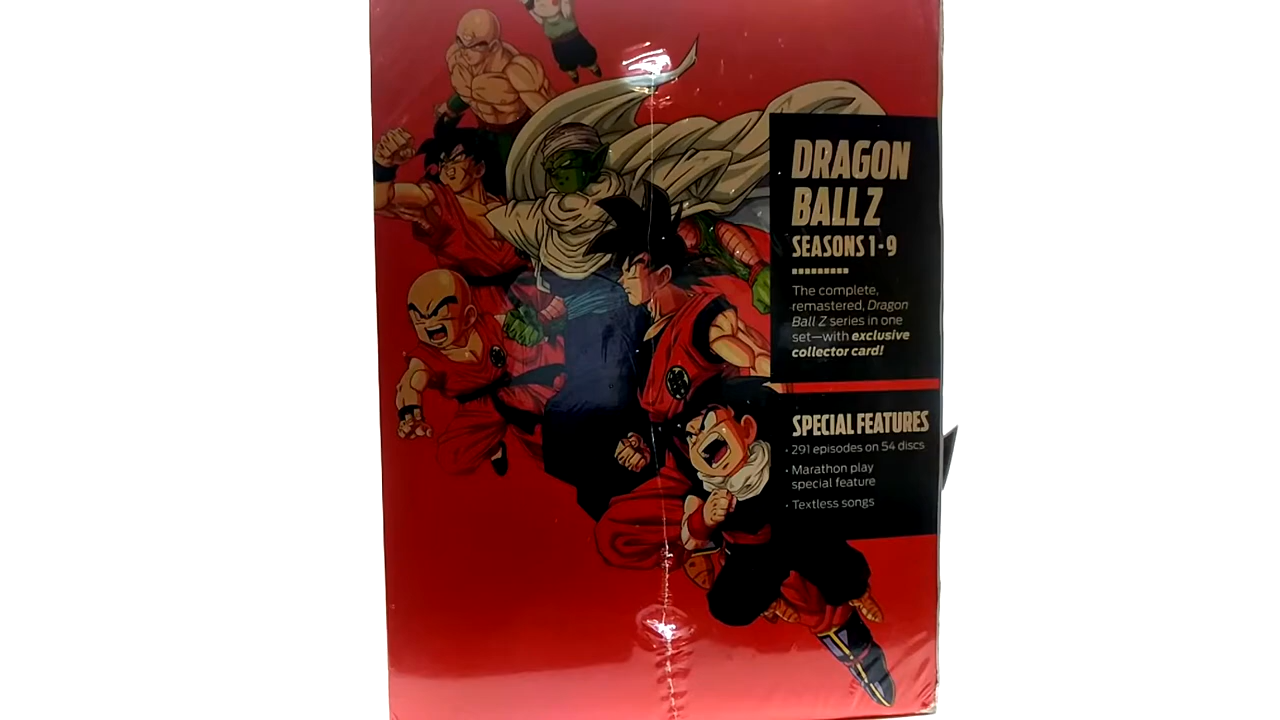 DRAGON
BALL Z
SEASONS 1-9
The complete,
remastered, Dragon
Ball Z series in one
set—with exclusive
collector card!
SPECIAL FEATURES
• 291 episodes on 54 discs
• Marathon play
special feature
• Textless songs